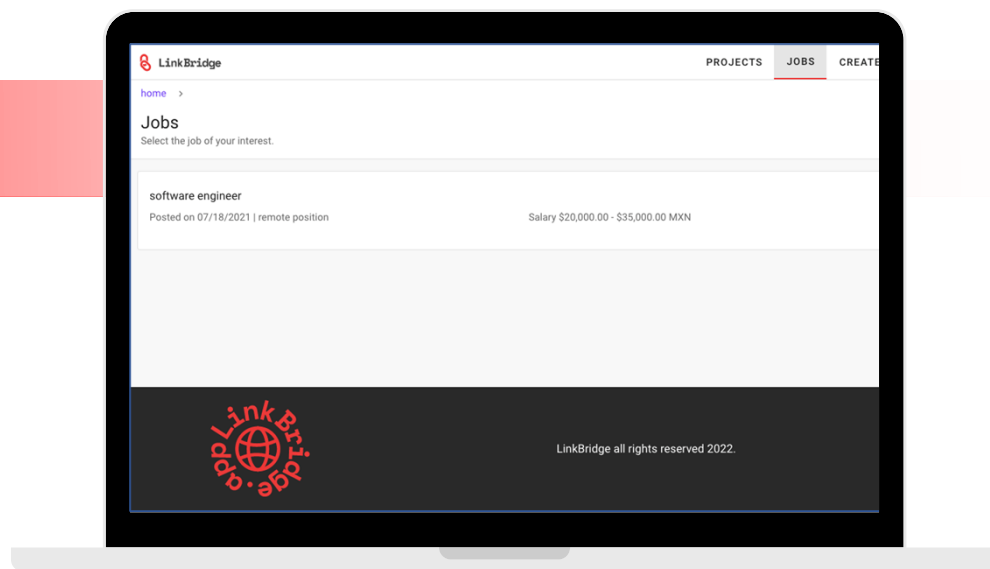 LinkBridge
PROJECTS JOBS CREATE
home >
Jobs
Select the job of your interest.
software engineer
Posted on 07/18/2021 | remote position
Salary $20,000.00 - $35,000.00 MXN
LinkBridge.app
LinkBridge all rights reserved 2022.